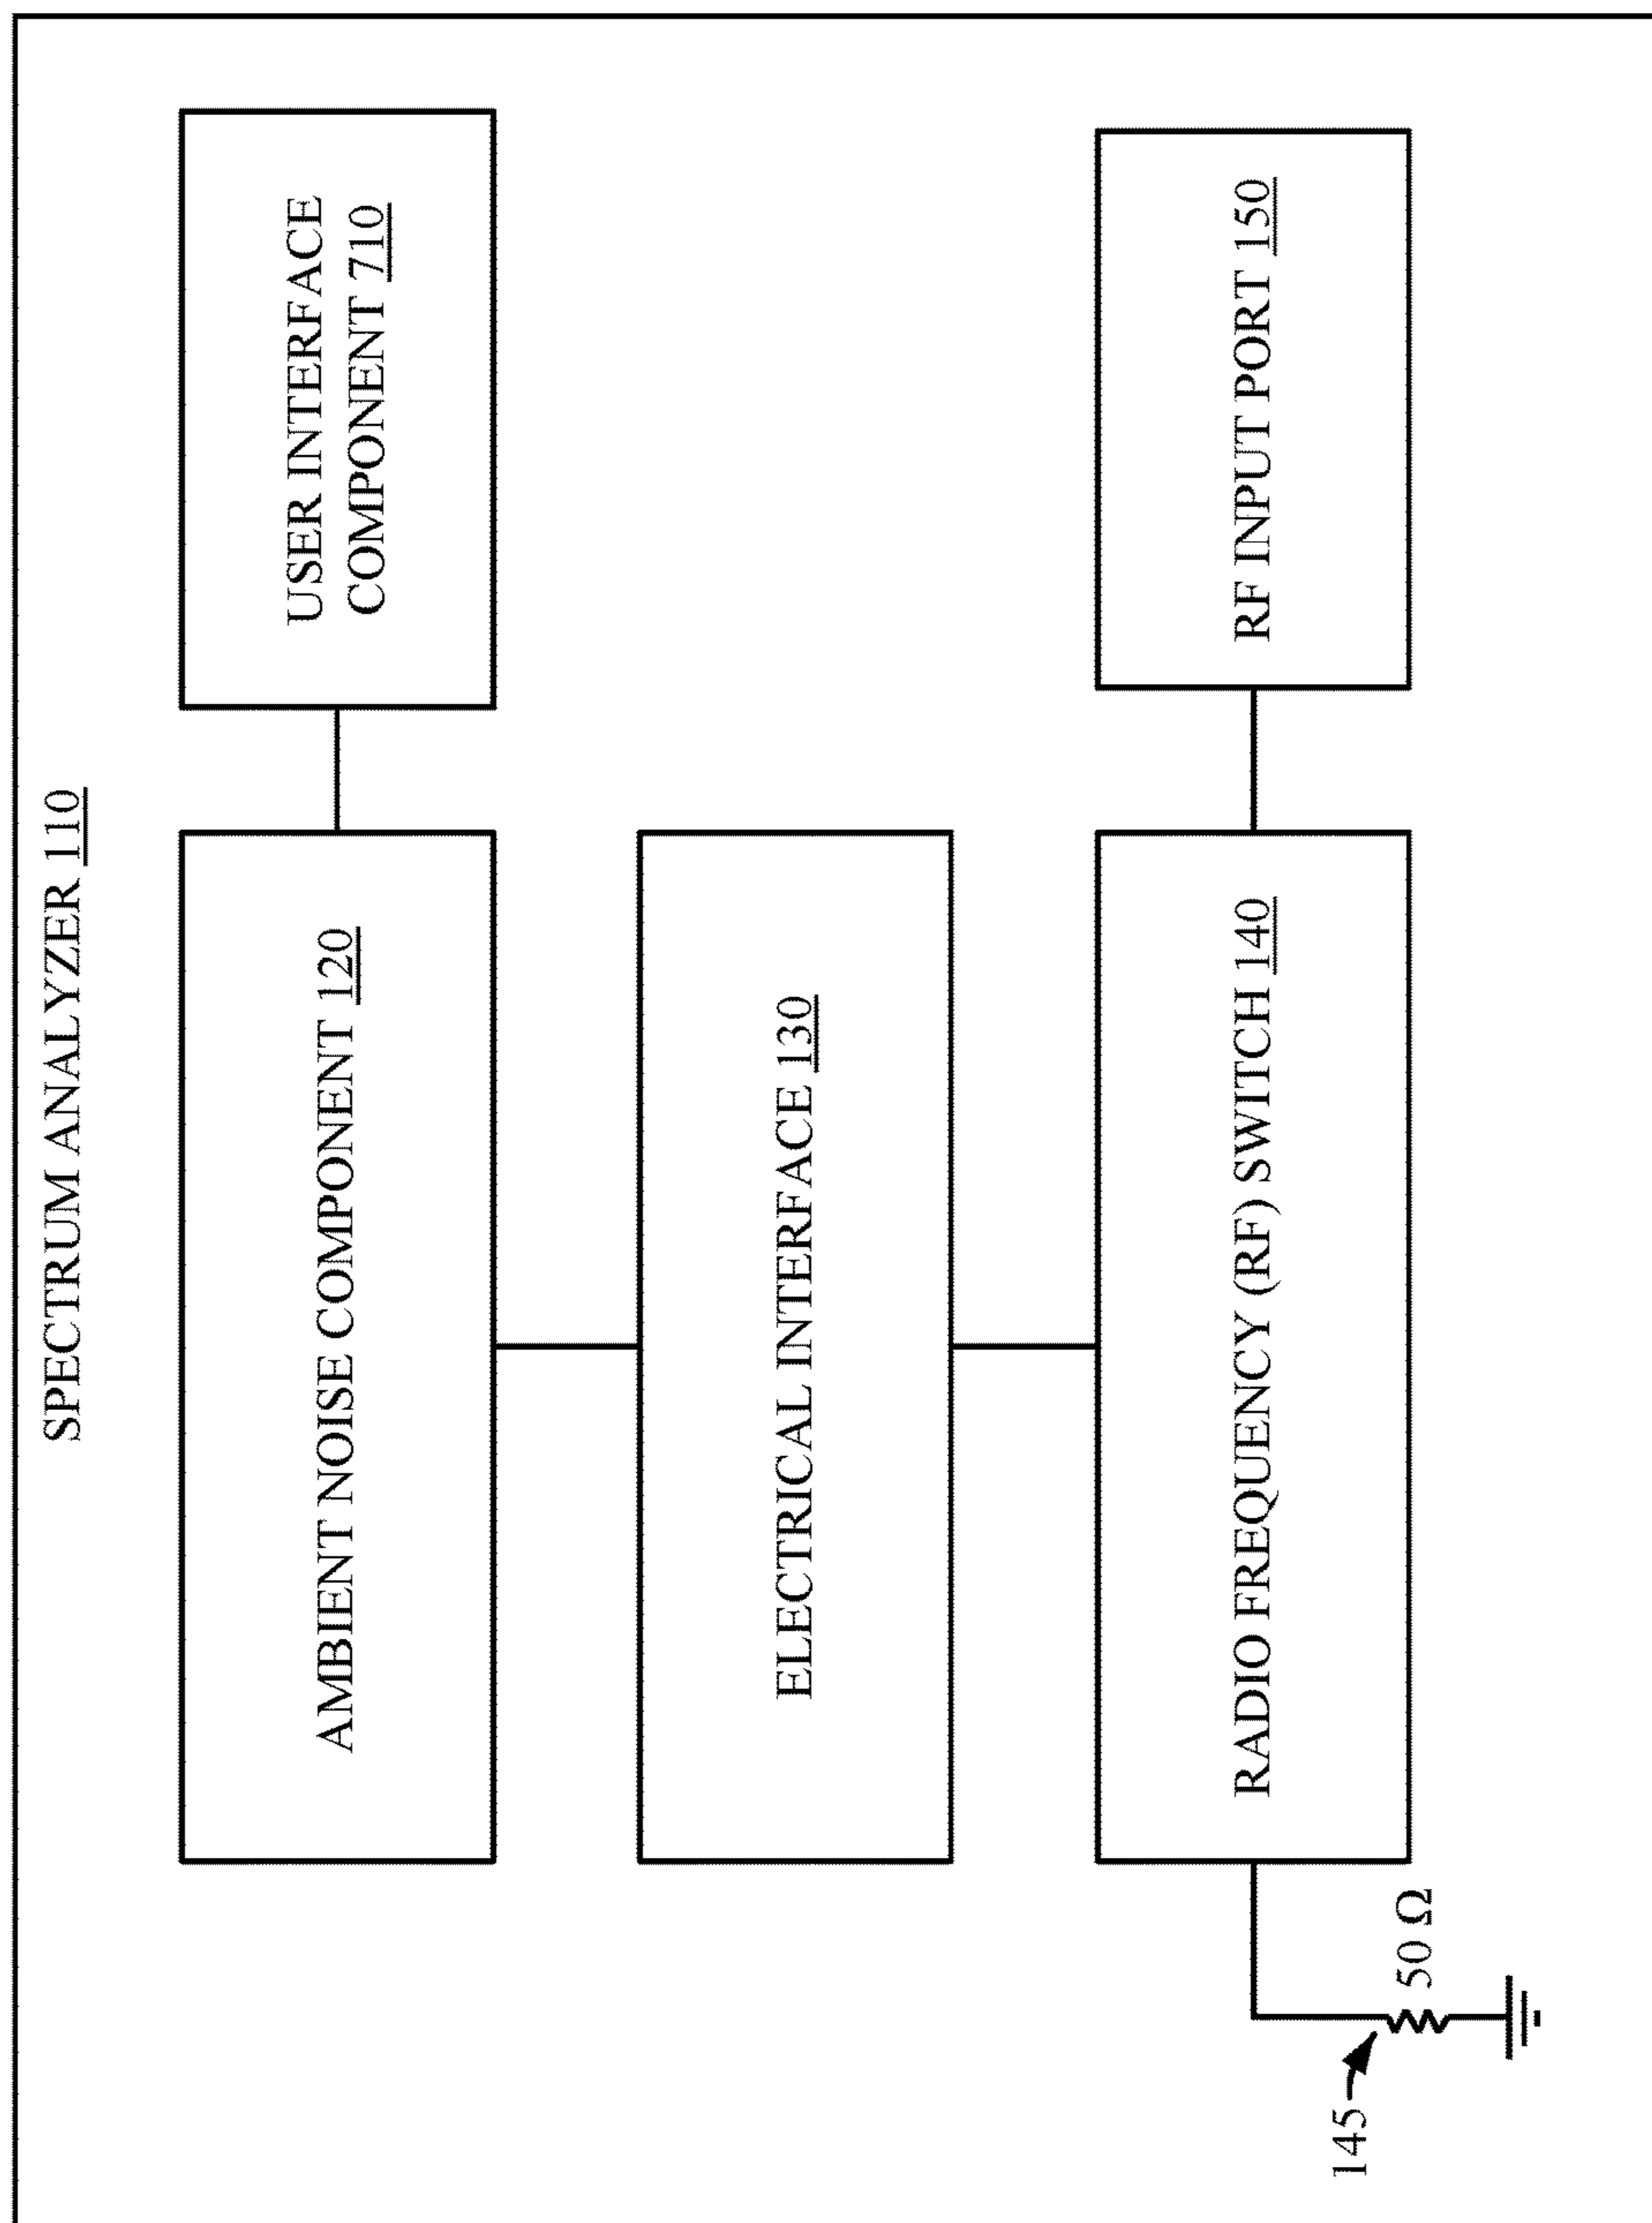 SPECTRUM ANALYZER 110
AMBIENT NOISE COMPONENT 120
USER INTERFACE
COMPONENT 710
ELECTRICAL INTERFACE 130
RADIO FREQUENCY (RF) SWITCH 140
RF INPUT PORT 150
145
50 Ω